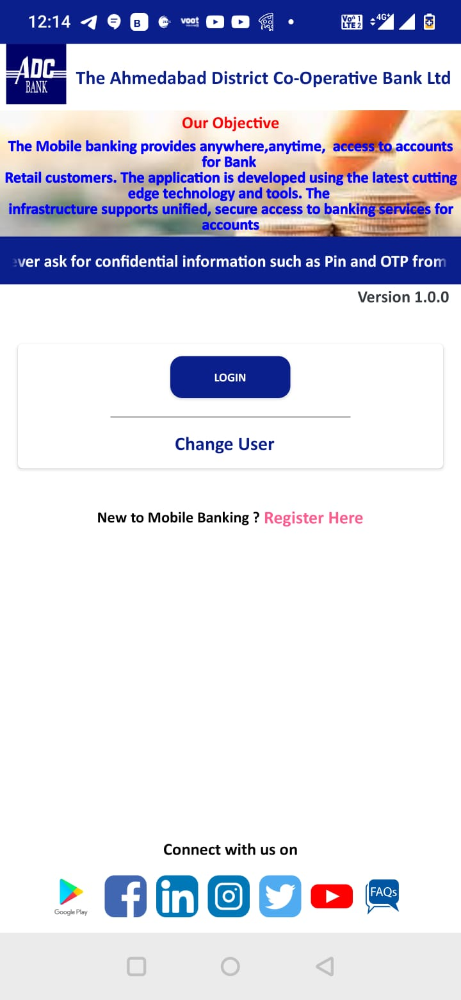 12:14
B
ZEE5
voot
Vo 1
LTE 2
4G+
ADC
BANK
The Ahmedabad District Co-Operative Bank Ltd
Our Objective
The Mobile banking provides anywhere,anytime, access to accounts
for Bank
Retail customers. The application is developed using the latest cutting
edge technology and tools. The
infrastructure supports unified, secure access to banking services for
accounts
ver ask for confidential information such as Pin and OTP from
Version 1.0.0
LOGIN
Change User
New to Mobile Banking ? Register Here
Connect with us on
Google Play
f
in
FAQs